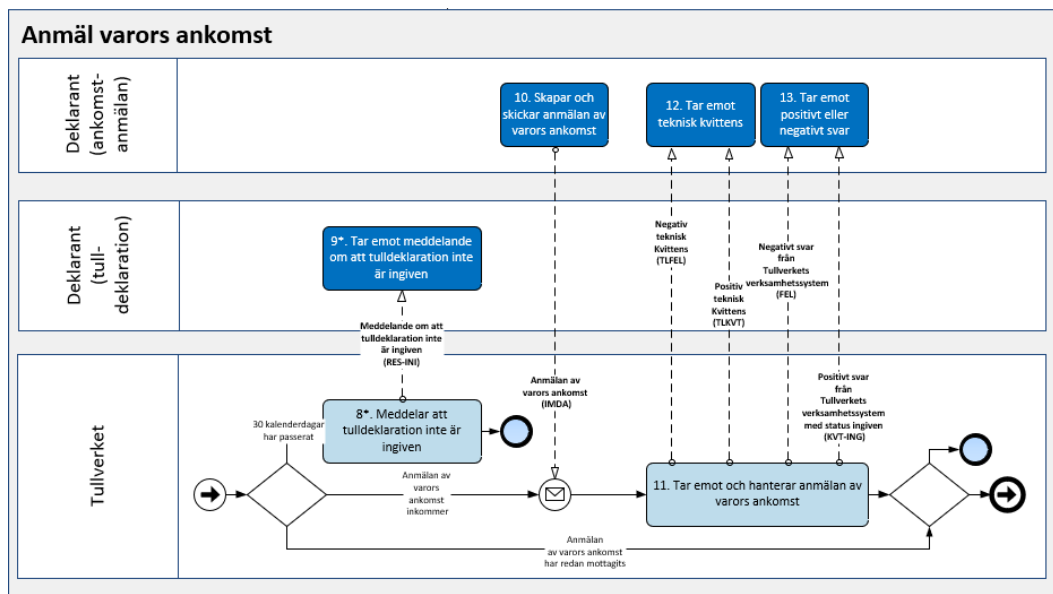 Anmäl varors ankomst
Deklarant
(ankomst-
anmälan)
10. Skapar och
skickar anmälan av
varors ankomst
12. Tar emot
teknisk kvittens
13. Tar emot
positivt eller
negativt svar
Deklarant
(tull-
deklaration)
9*. Tar emot meddelande
om att tulldeklaration inte
är ingiven
Negativ
teknisk
Kvittens
(TLFEL)
Positiv
teknisk
Kvittens
(TLKVT)
Negativt svar
från
Tullverkets
verksamhetssystem
(FEL)
Meddelande om att
tulldeklaration inte
är ingiven
(RES-INI)
Tullverket
30 kalenderdagar
har passerat
8*. Meddelar att
tulldeklaration inte är
ingiven
Anmälan av
varors ankomst
(IMDA)
Positivt svar
från
Tullverkets
verksamhetssystem
med status ingiven
(KVT-ING)
Anmälan av
varors
ankomst
inkommer
11. Tar emot och hanterar anmälan av
varors ankomst
Anmälan
av varors ankomst
har redan mottagits